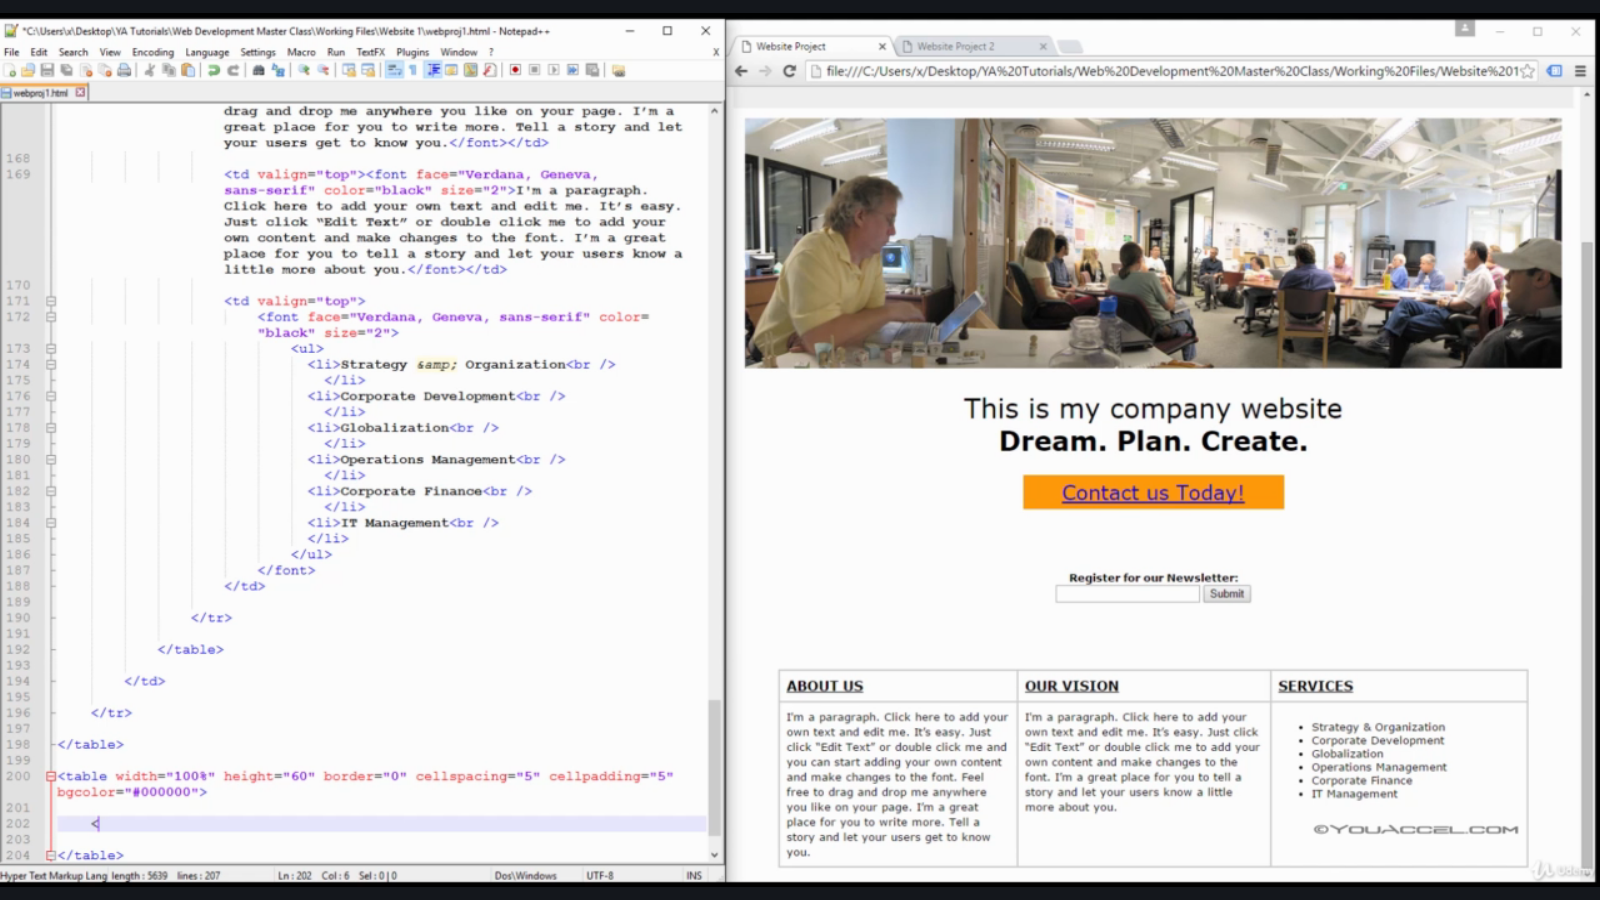 *C:\Users\x\Desktop\YA Tutorials\Web Development Master Class\Working Files\Website 1\webproj1.html - Notepad++
File Edit Search View Encoding Language Settings Macro Run TextFX Plugins Window ? X
webproj1.html
drag and drop me anywhere you like on your page. I’m a
great place for you to write more. Tell a story and let
your users get to know you.</font></td>
168
169 <td valign="top"><font face="Verdana, Geneva,
sans-serif" color="black" size="2">I'm a paragraph.
Click here to add your own text and edit me. It’s easy.
Just click “Edit Text” or double click me to add your
own content and make changes to the font. I’m a great
place for you to tell a story and let your users know a
little more about you.</font></td>
170
171 <td valign="top">
172 <font face="Verdana, Geneva, sans-serif" color=
"black" size="2">
173 <ul>
174 <li>Strategy &amp; Organization<br />
175 </li>
176 <li>Corporate Development<br />
177 </li>
178 <li>Globalization<br />
179 </li>
180 <li>Operations Management<br />
181 </li>
182 <li>Corporate Finance<br />
183 </li>
184 <li>IT Management<br />
185 </li>
186 </ul>
187 </font>
188 </td>
189
190 </tr>
191
192 </table>
193
194 </td>
195
196 </tr>
197
198 </table>
199
200 <table width="100%" height="60" border="0" cellspacing="5" cellpadding="5"
bgcolor="#000000">
201
202 <
203
204 </table>
Hyper Text Markup Lang length : 5639 lines : 207 Ln : 202 Col : 6 Sel : 0 | 0 Dos\Windows UTF-8 INS
Website Project Website Project 2
file:///C:/Users/x/Desktop/YA%20Tutorials/Web%20Development%20Master%20Class/Working%20Files/Website%201
This is my company website
Dream. Plan. Create.
Contact us Today!
Register for our Newsletter:
Submit
ABOUT US
I'm a paragraph. Click here to add your
own text and edit me. It’s easy. Just
click “Edit Text” or double click me and
you can start adding your own content
and make changes to the font. Feel
free to drag and drop me anywhere
you like on your page. I’m a great
place for you to write more. Tell a
story and let your users get to know
you.
OUR VISION
I'm a paragraph. Click here to add your
own text and edit me. It’s easy. Just click
“Edit Text” or double click me to add your
own content and make changes to the
font. I’m a great place for you to tell a
story and let your users know a little
more about you.
SERVICES
• Strategy & Organization
• Corporate Development
• Globalization
• Operations Management
• Corporate Finance
• IT Management
©YOUACCEL.COM
Udemy